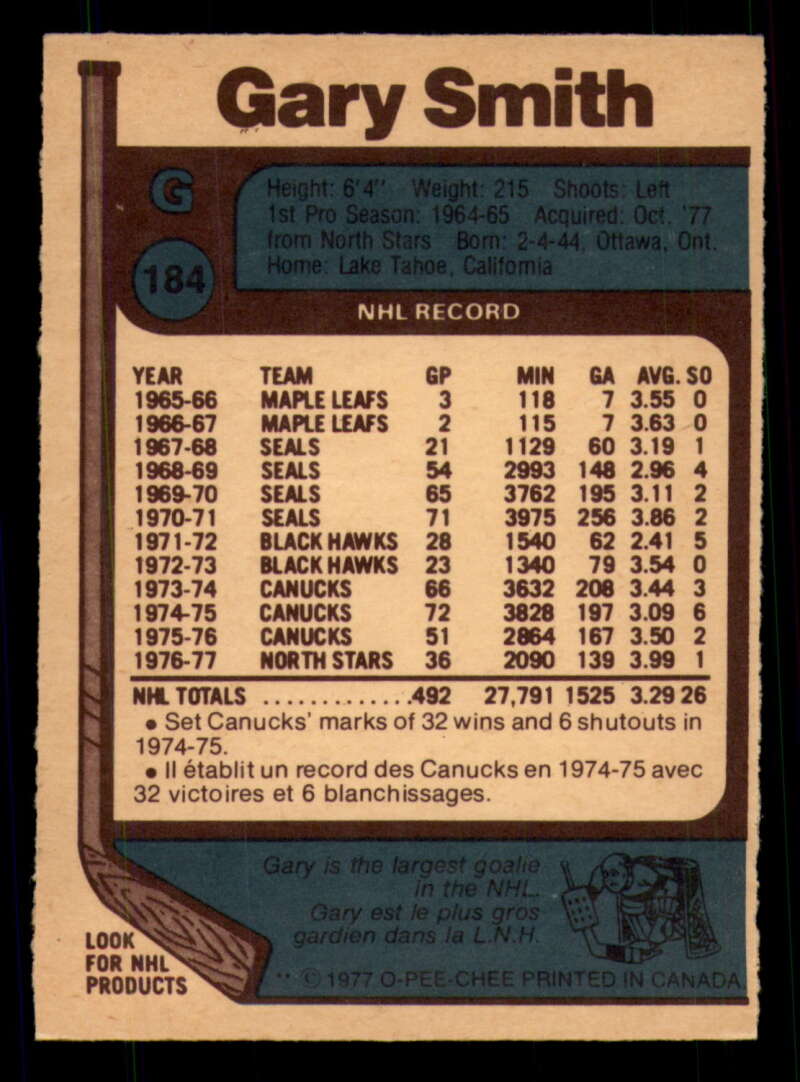 Gary Smith
G
Height: 6'4" Weight: 215 Shoots: Left
1st Pro Season: 1964-65 Acquired: Oct. '77
from North Stars Born: 2-4-44, Ottawa, Ont.
Home: Lake Tahoe, California
184
NHL RECORD
YEAR TEAM GP MIN GA AVG. SO
1965-66 MAPLE LEAFS 3 118 7 3.55 0
1966-67 MAPLE LEAFS 2 115 7 3.63 0
1967-68 SEALS 21 1129 60 3.19 1
1968-69 SEALS 54 2993 148 2.96 4
1969-70 SEALS 65 3762 195 3.11 2
1970-71 SEALS 71 3975 256 3.86 2
1971-72 BLACK HAWKS 28 1540 62 2.41 5
1972-73 BLACK HAWKS 23 1340 79 3.54 0
1973-74 CANUCKS 66 3632 208 3.44 3
1974-75 CANUCKS 72 3828 197 3.09 6
1975-76 CANUCKS 51 2864 167 3.50 2
1976-77 NORTH STARS 36 2090 139 3.99 1
NHL TOTALS ..............492 27,791 1525 3.29 26
• Set Canucks' marks of 32 wins and 6 shutouts in
1974-75.
• Il établit un record des Canucks en 1974-75 avec
32 victoires et 6 blanchissages.
Gary is the largest goalie
in the NHL.
Gary est le plus gros
gardien dans la L.N.H.
LOOK
FOR NHL
PRODUCTS
** © 1977 O-PEE-CHEE PRINTED IN CANADA